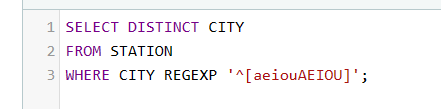 1 SELECT DISTINCT CITY
2 FROM STATION
3 WHERE CITY REGEXP '^[aeiouAEIOU]';